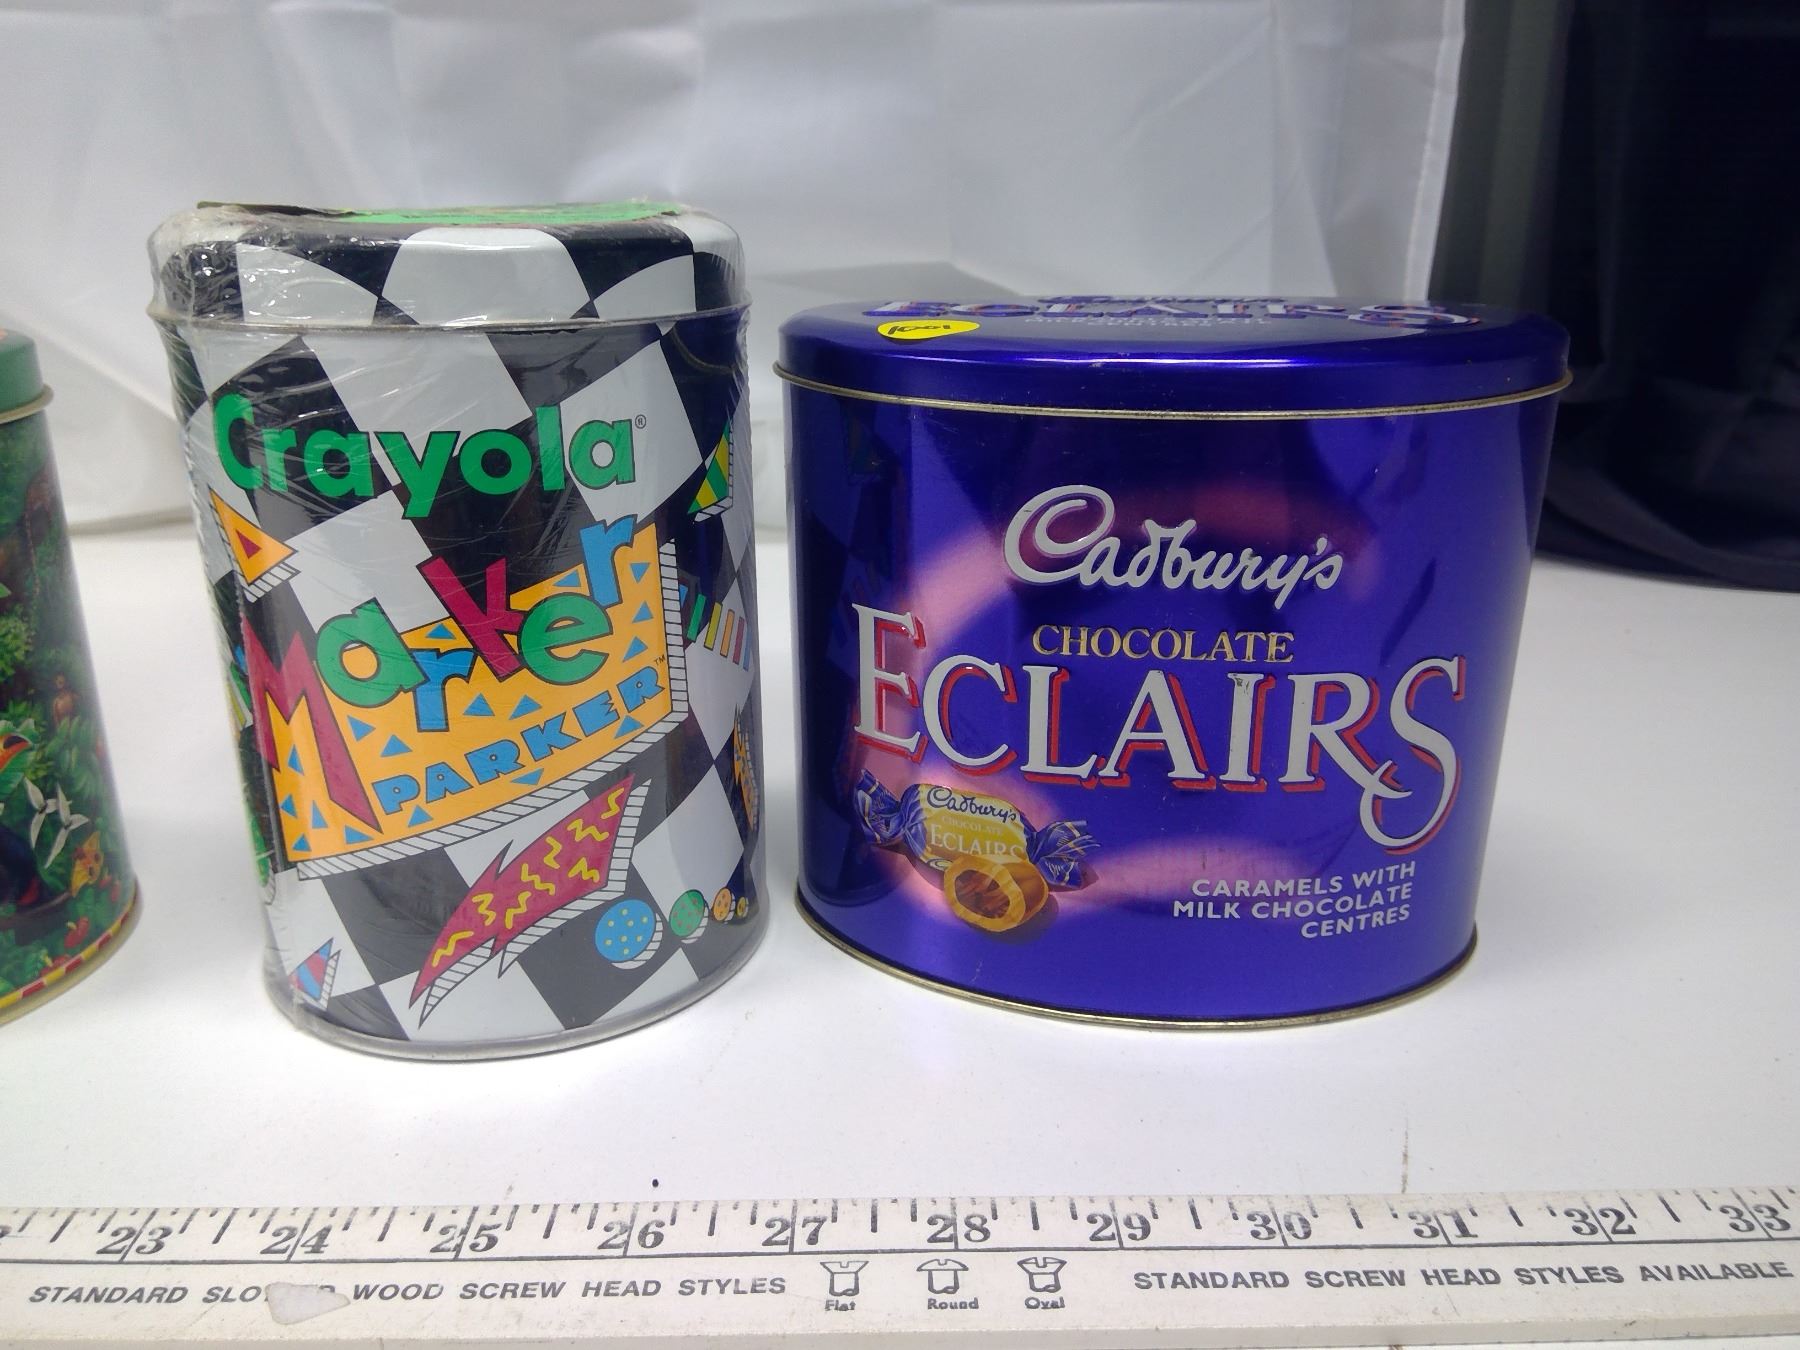 Crayola®
Marker
PARKER™
1001
ECLAIRS
Cadbury's
CHOCOLATE
ECLAIRS
Cadbury's
CHOCOLATE
ECLAIRS
CARAMELS WITH
MILK CHOCOLATE
CENTRES
23 24 25 26 27 28 29 30 31 32 33
STANDARD WOOD SCREW HEAD STYLES Flat Round Oval STANDARD SCREW HEAD STYLES AVAILABLE